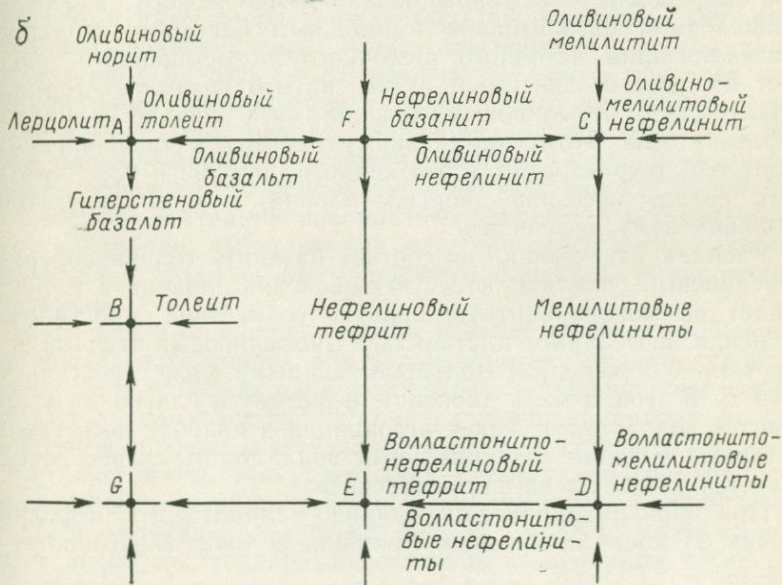 б
Оливиновый
норит
Оливиновый
мелилитит
Лерцолит
A
Оливиновый
толеит
F
Нефелиновый
базанит
C
Оливино-
мелилитовый
нефелинит
Оливиновый
базальт
Оливиновый
нефелинит
Гиперстеновый
базальт
B
Толеит
Нефелиновый
тефрит
Мелилитовые
нефелиниты
G
E
Волластонито-
нефелиновый
тефрит
D
Волластонито-
мелилитовые
нефелиниты
Волластонито-
вые нефелини-
ты